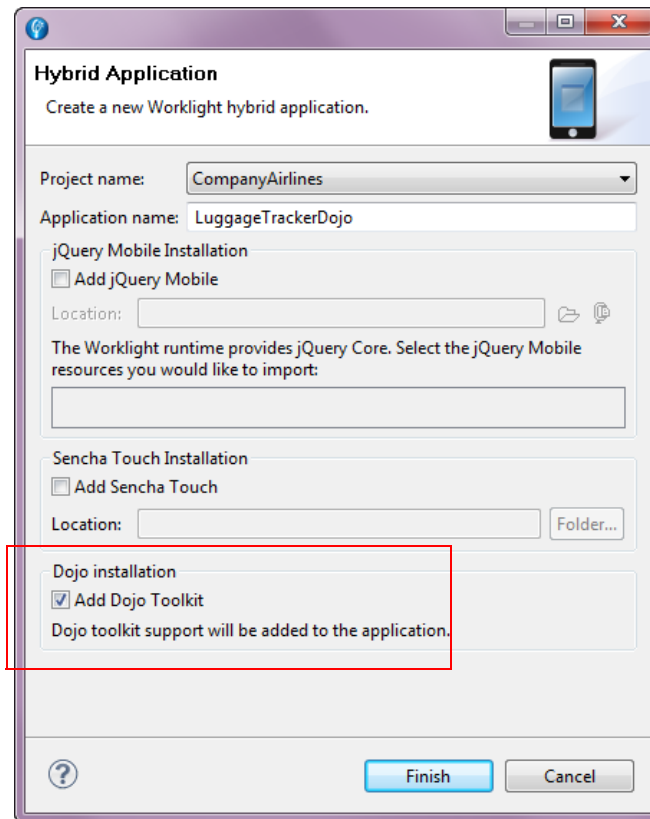 Hybrid Application
Create a new Worklight hybrid application.
Project name: CompanyAirlines
Application name: LuggageTrackerDojo
jQuery Mobile Installation
Add jQuery Mobile
Location:
The Worklight runtime provides jQuery Core. Select the jQuery Mobile
resources you would like to import:
Sencha Touch Installation
Add Sencha Touch
Location: Folder...
Dojo installation
Add Dojo Toolkit
Dojo toolkit support will be added to the application.
? Finish Cancel